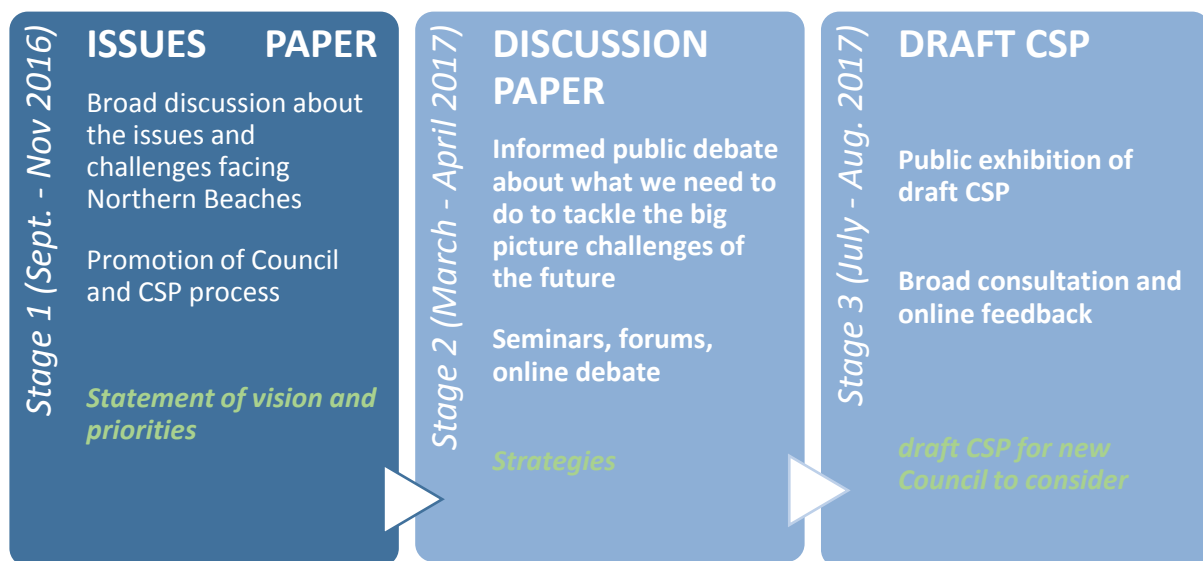 Stage 1 (Sept. - Nov 2016)
ISSUES PAPER
Broad discussion about
the issues and
challenges facing
Northern Beaches
Promotion of Council
and CSP process
Statement of vision and
priorities
Stage 2 (March - April 2017)
DISCUSSION
PAPER
Informed public debate
about what we need to
do to tackle the big
picture challenges of
the future
Seminars, forums,
online debate
Strategies
Stage 3 (July - Aug. 2017)
DRAFT CSP
Public exhibition of
draft CSP
Broad consultation and
online feedback
draft CSP for new
Council to consider